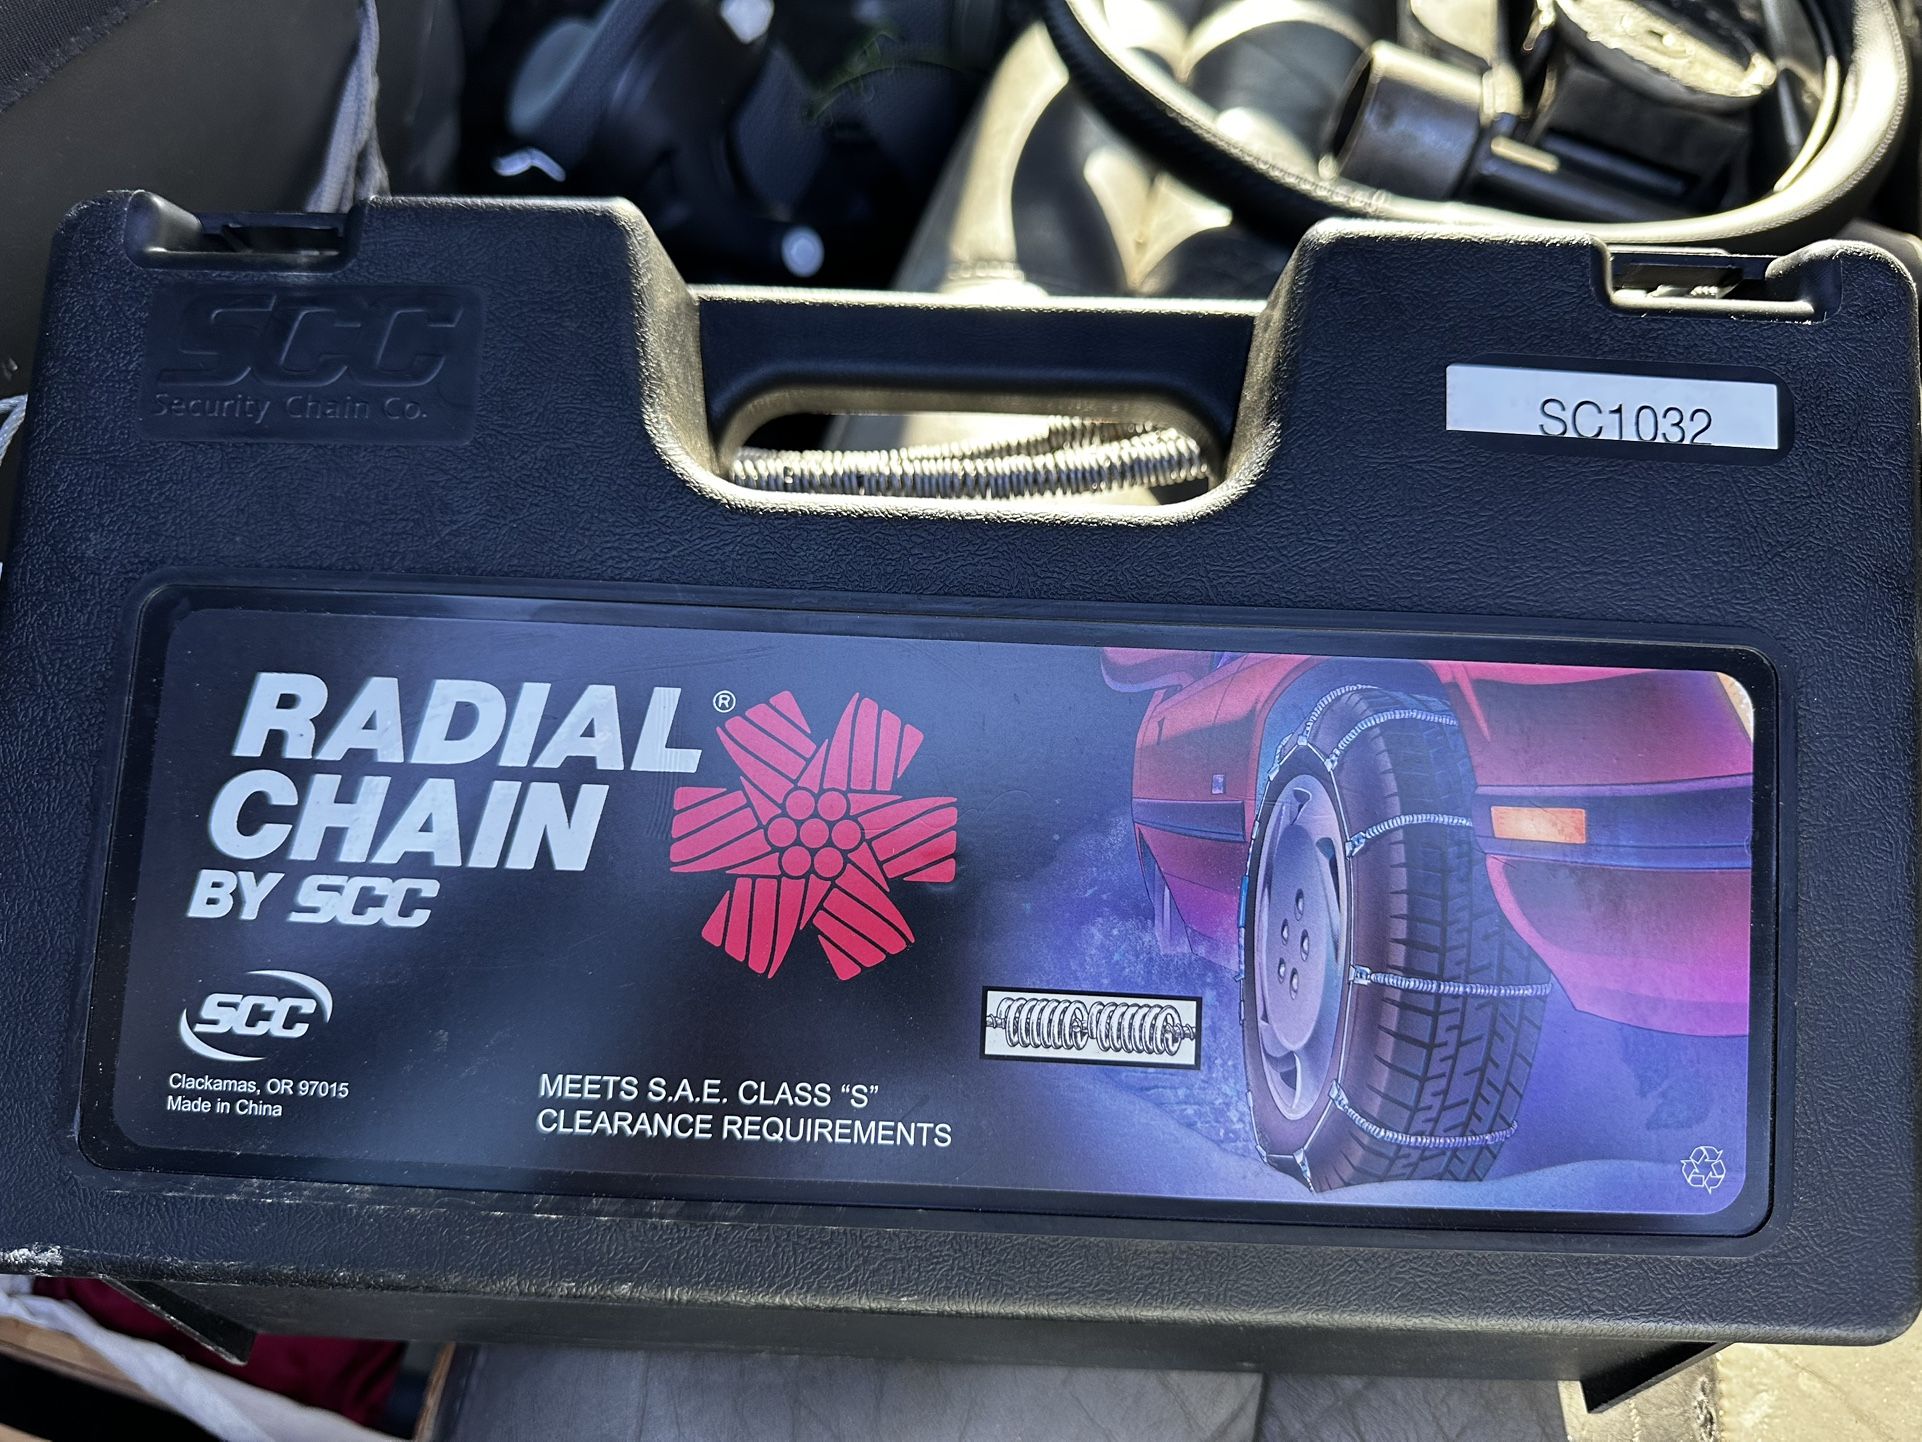 SCC
Security Chain Co.
SC1032
RADIAL®
CHAIN
BY SCC
SCC
Clackamas, OR 97015
Made in China
MEETS S.A.E. CLASS “S”
CLEARANCE REQUIREMENTS